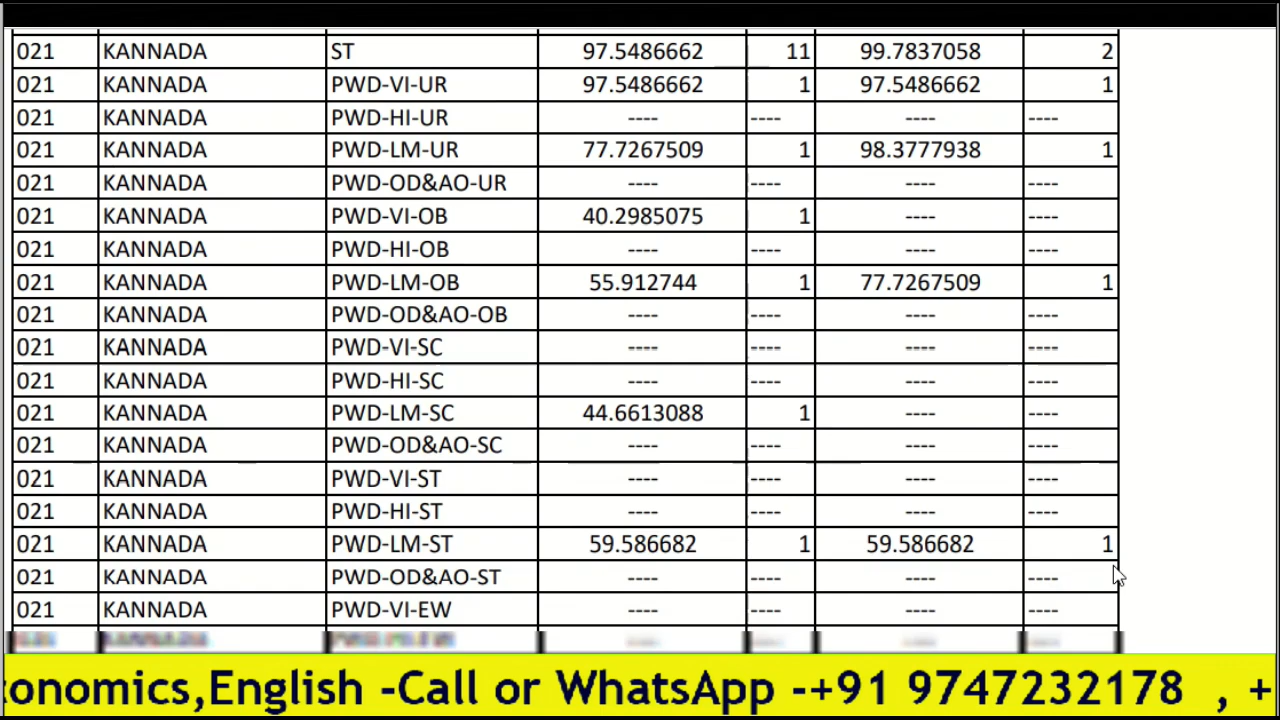 021 KANNADA ST 97.5486662 11 99.7837058 2
021 KANNADA PWD-VI-UR 97.5486662 1 97.5486662 1
021 KANNADA PWD-HI-UR ---- ---- ---- ----
021 KANNADA PWD-LM-UR 77.7267509 1 98.3777938 1
021 KANNADA PWD-OD&AO-UR ---- ---- ---- ----
021 KANNADA PWD-VI-OB 40.2985075 1 ---- ----
021 KANNADA PWD-HI-OB ---- ---- ---- ----
021 KANNADA PWD-LM-OB 55.912744 1 77.7267509 1
021 KANNADA PWD-OD&AO-OB ---- ---- ---- ----
021 KANNADA PWD-VI-SC ---- ---- ---- ----
021 KANNADA PWD-HI-SC ---- ---- ---- ----
021 KANNADA PWD-LM-SC 44.6613088 1 ---- ----
021 KANNADA PWD-OD&AO-SC ---- ---- ---- ----
021 KANNADA PWD-VI-ST ---- ---- ---- ----
021 KANNADA PWD-HI-ST ---- ---- ---- ----
021 KANNADA PWD-LM-ST 59.586682 1 59.586682 1
021 KANNADA PWD-OD&AO-ST ---- ---- ---- ----
021 KANNADA PWD-VI-EW ---- ---- ---- ----
conomics,English -Call or WhatsApp -+91 9747232178 , +